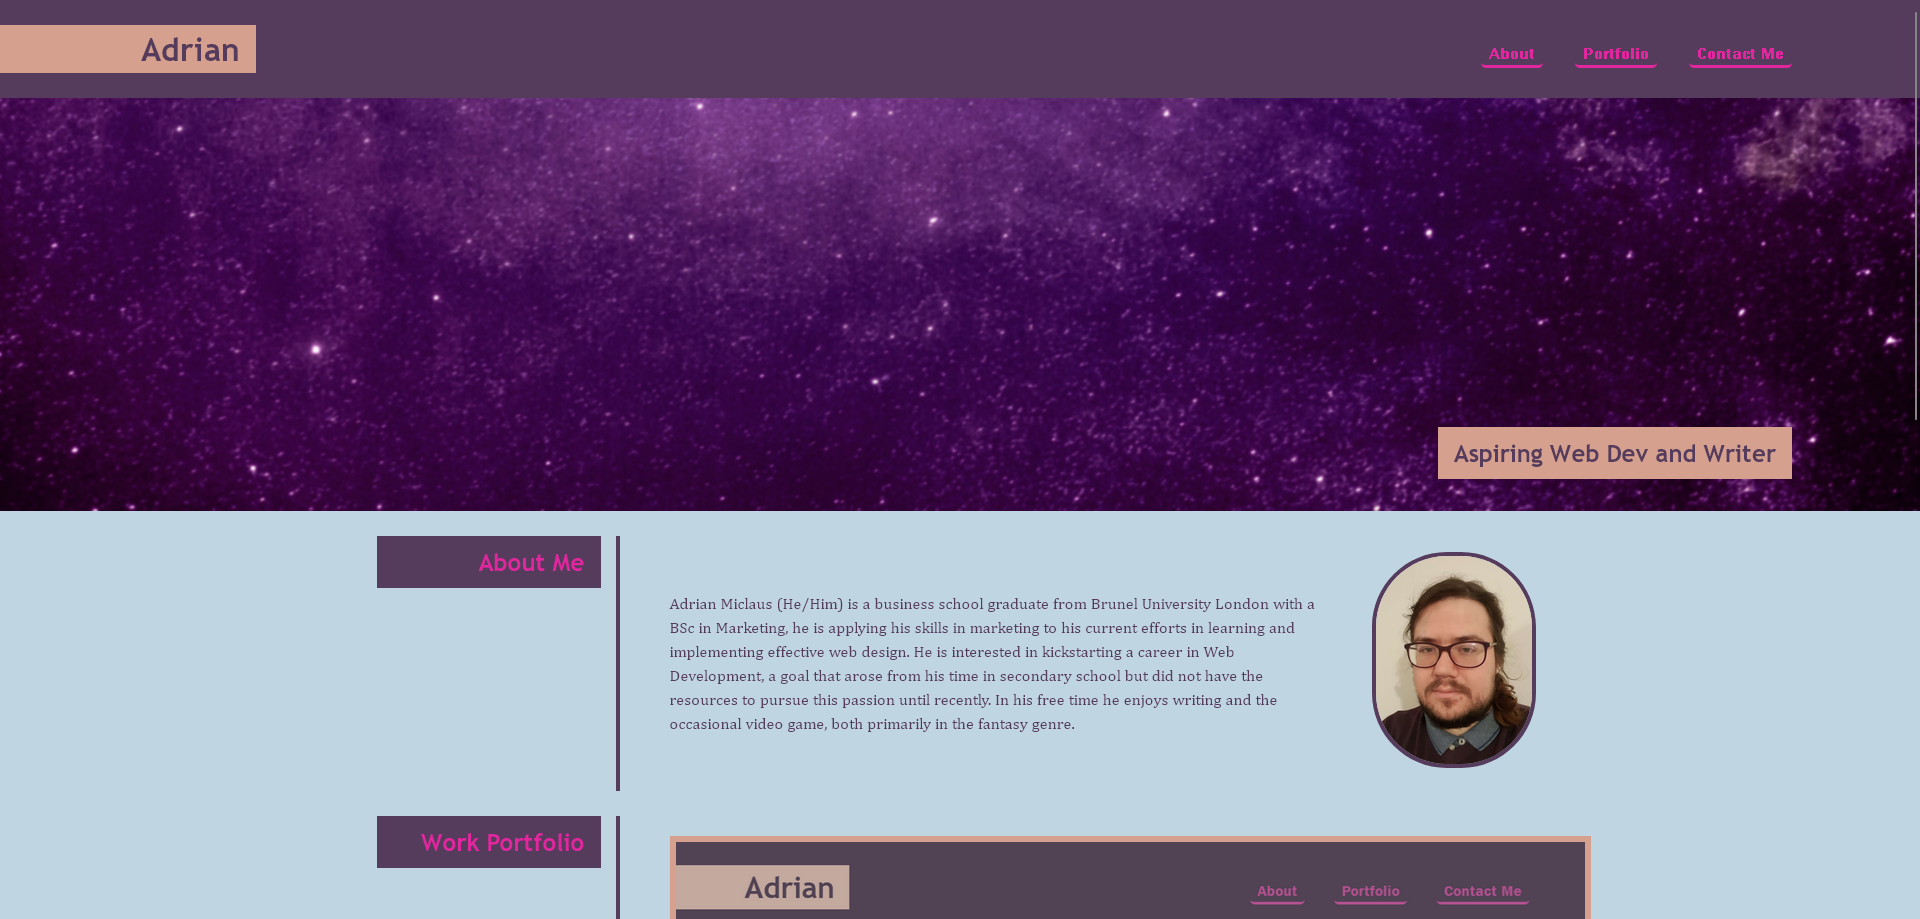 Adrian
About Portfolio Contact Me
Aspiring Web Dev and Writer
About Me
Adrian Miclaus (He/Him) is a business school graduate from Brunel University London with a
BSc in Marketing, he is applying his skills in marketing to his current efforts in learning and
implementing effective web design. He is interested in kickstarting a career in Web
Development, a goal that arose from his time in secondary school but did not have the
resources to pursue this passion until recently. In his free time he enjoys writing and the
occasional video game, both primarily in the fantasy genre.
Work Portfolio
Adrian
About Portfolio Contact Me